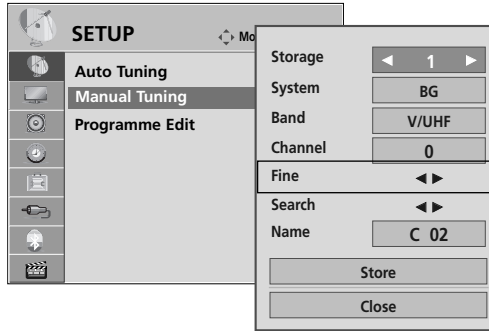 SETUP
Mo
Auto Tuning
Manual Tuning
Programme Edit
Storage ◀ 1 ▶
System BG
Band V/UHF
Channel 0
Fine ◀ ▶
Search ◀ ▶
Name C 02
Store
Close